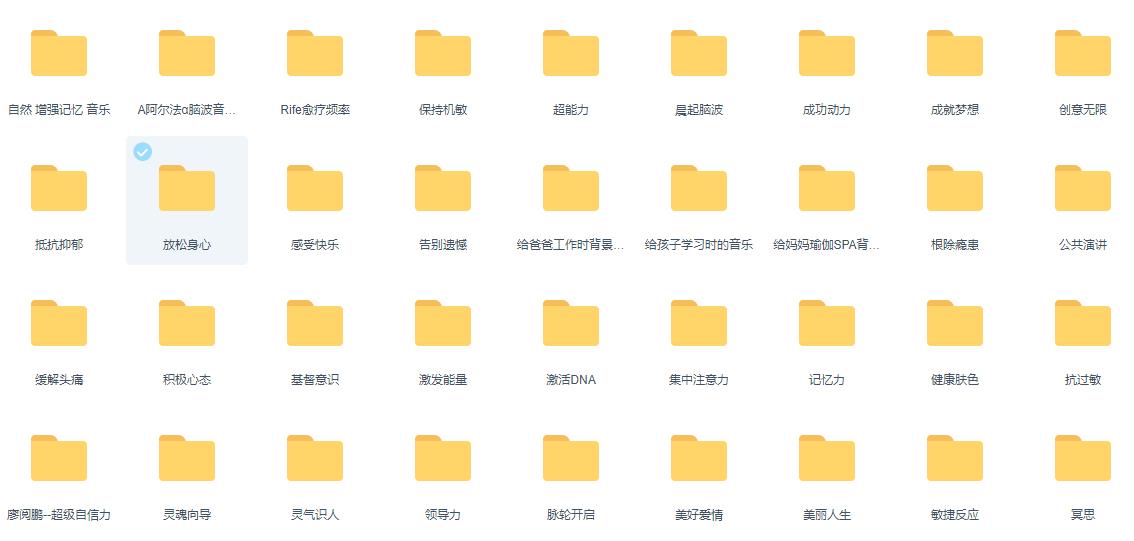 自然 增强记忆 音乐
A阿尔法α脑波音...
Rife愈疗频率
保持机敏
超能力
晨起脑波
成功动力
成就梦想
创意无限
抵抗抑郁
放松身心
感受快乐
告别遗憾
给爸爸工作时背景...
给孩子学习时的音乐
给妈妈瑜伽SPA背...
根除瘾患
公共演讲
缓解头痛
积极心态
基督意识
激发能量
激活DNA
集中注意力
记忆力
健康肤色
抗过敏
廖阅鹏--超级自信力
灵魂向导
灵气识人
领导力
脉轮开启
美好爱情
美丽人生
敏捷反应
冥思